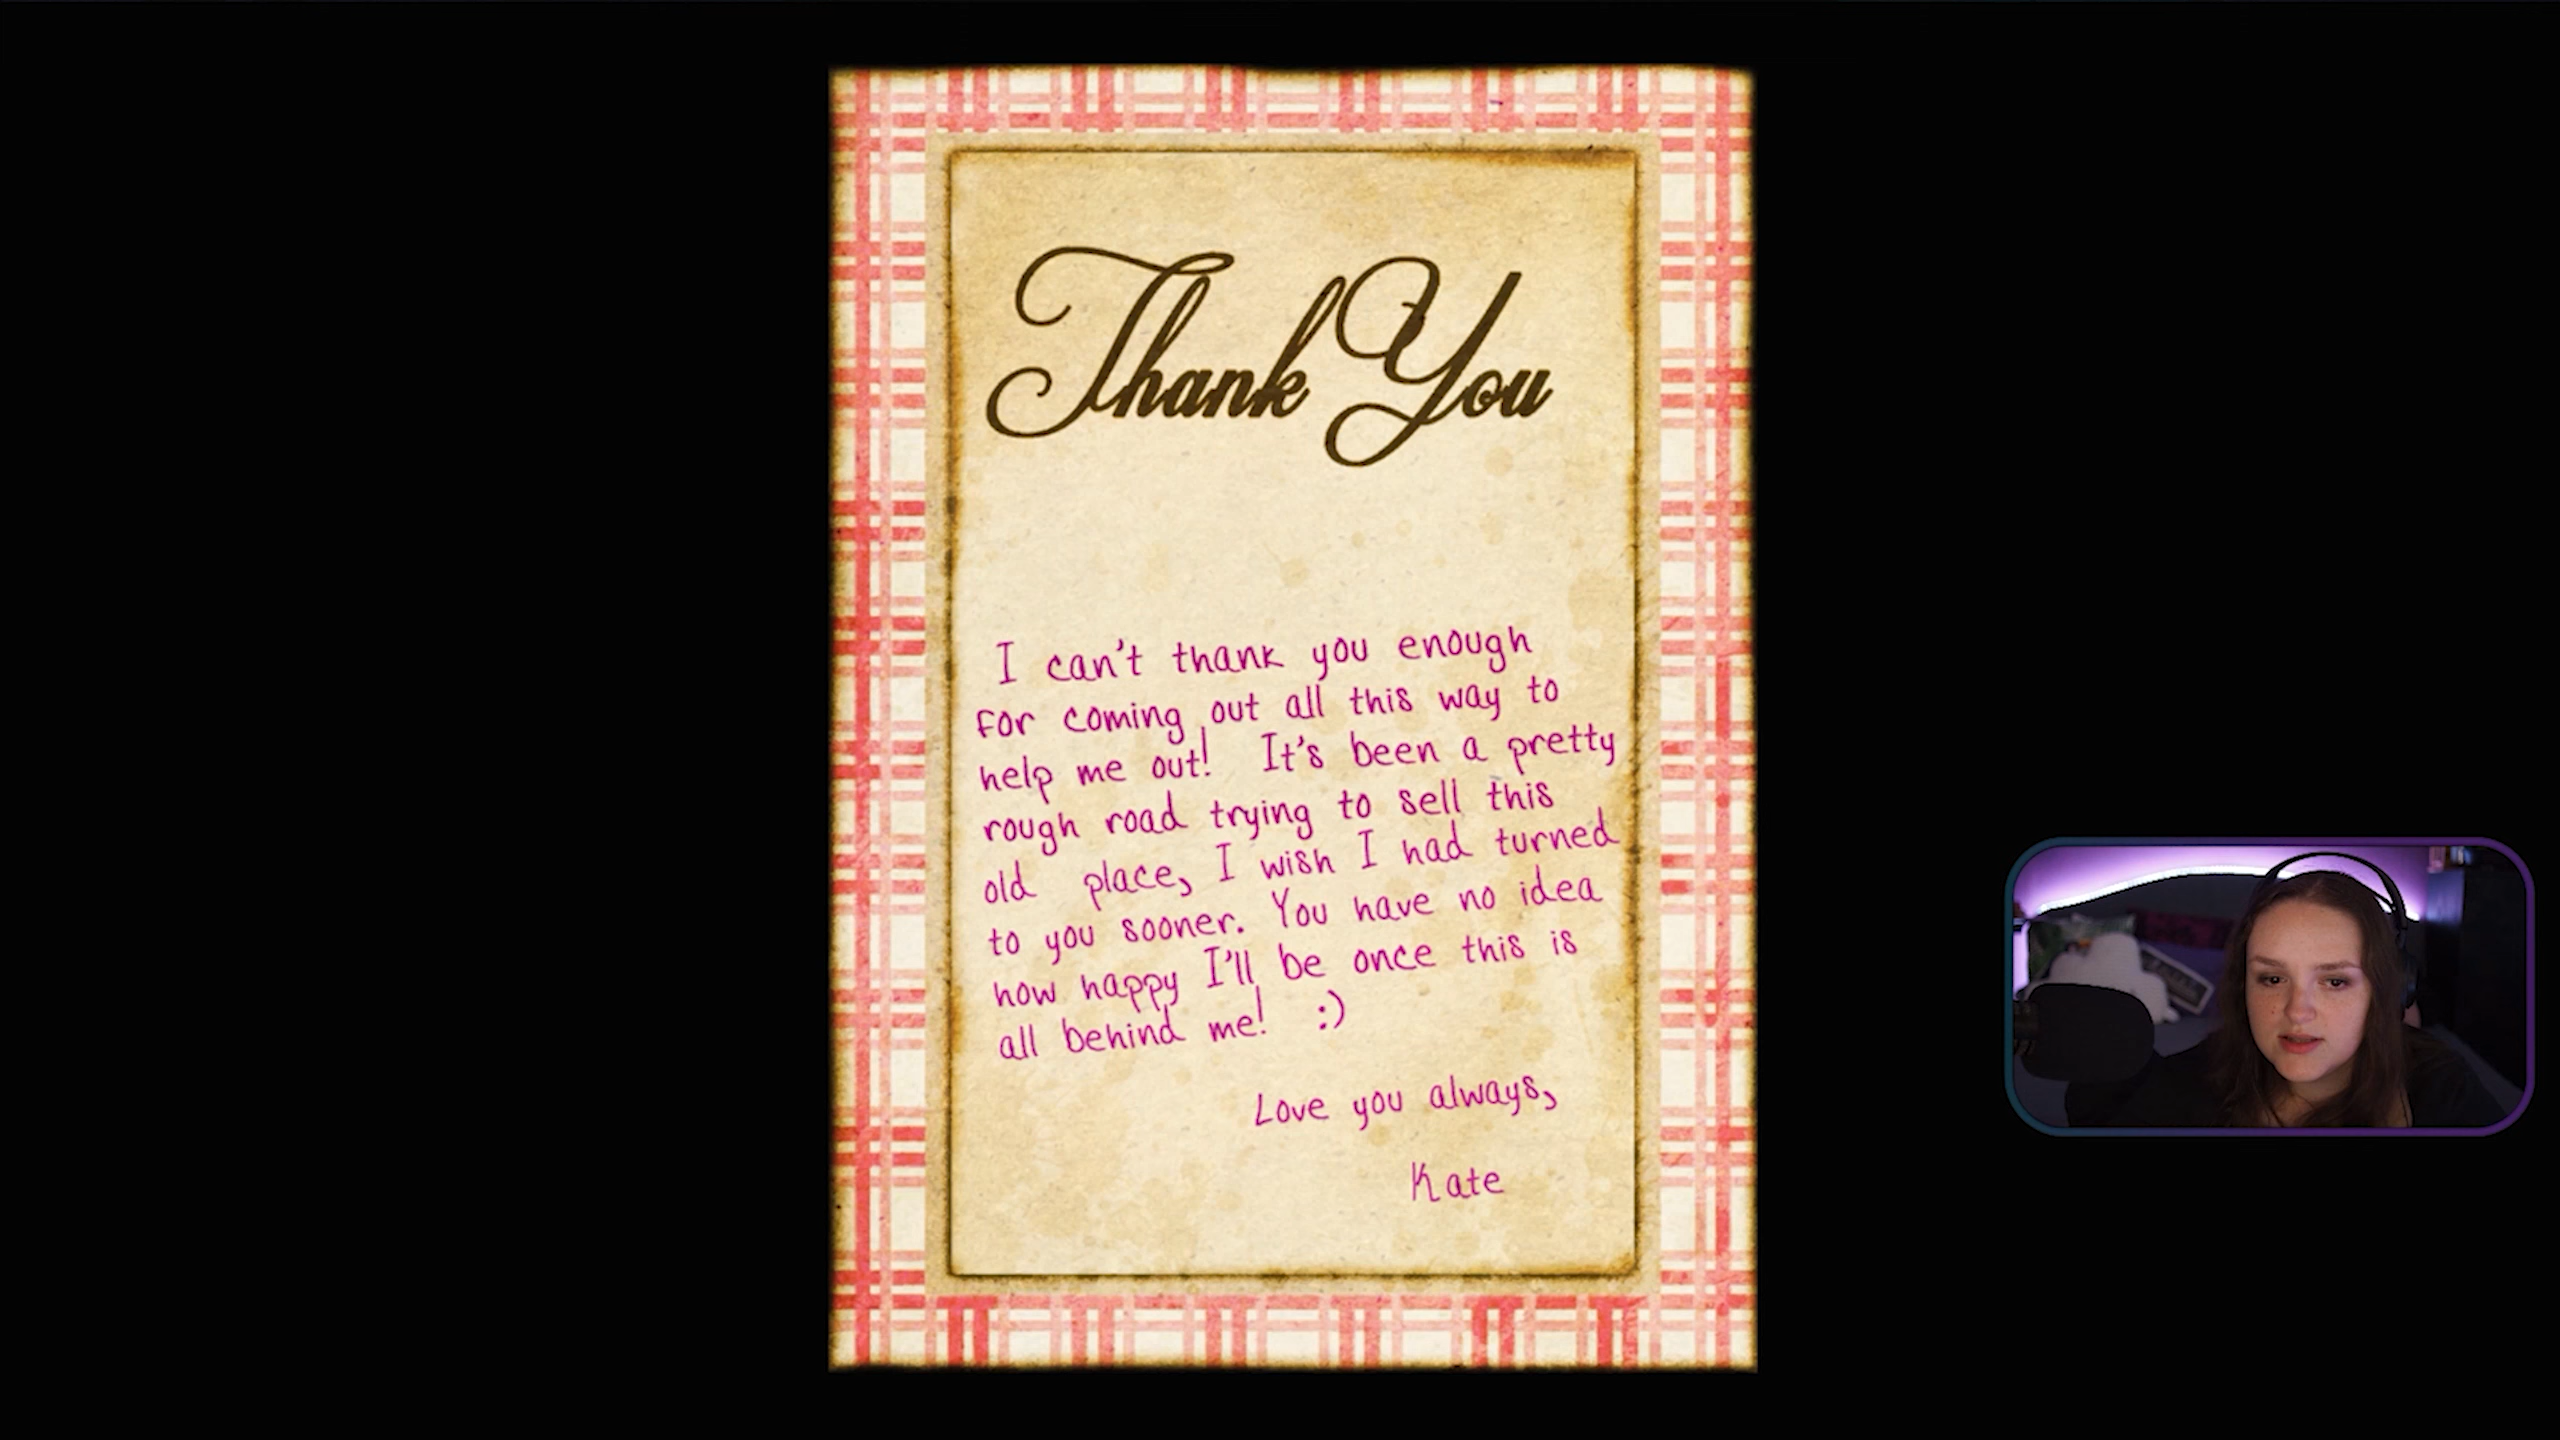 Thank You
I can't thank you enough
for coming out all this way to
help me out! It's been a pretty
rough road trying to sell this
old place, I wish I had turned
to you sooner. You have no idea
how happy I'll be once this is
all behind me! :)
Love you always,
Kate